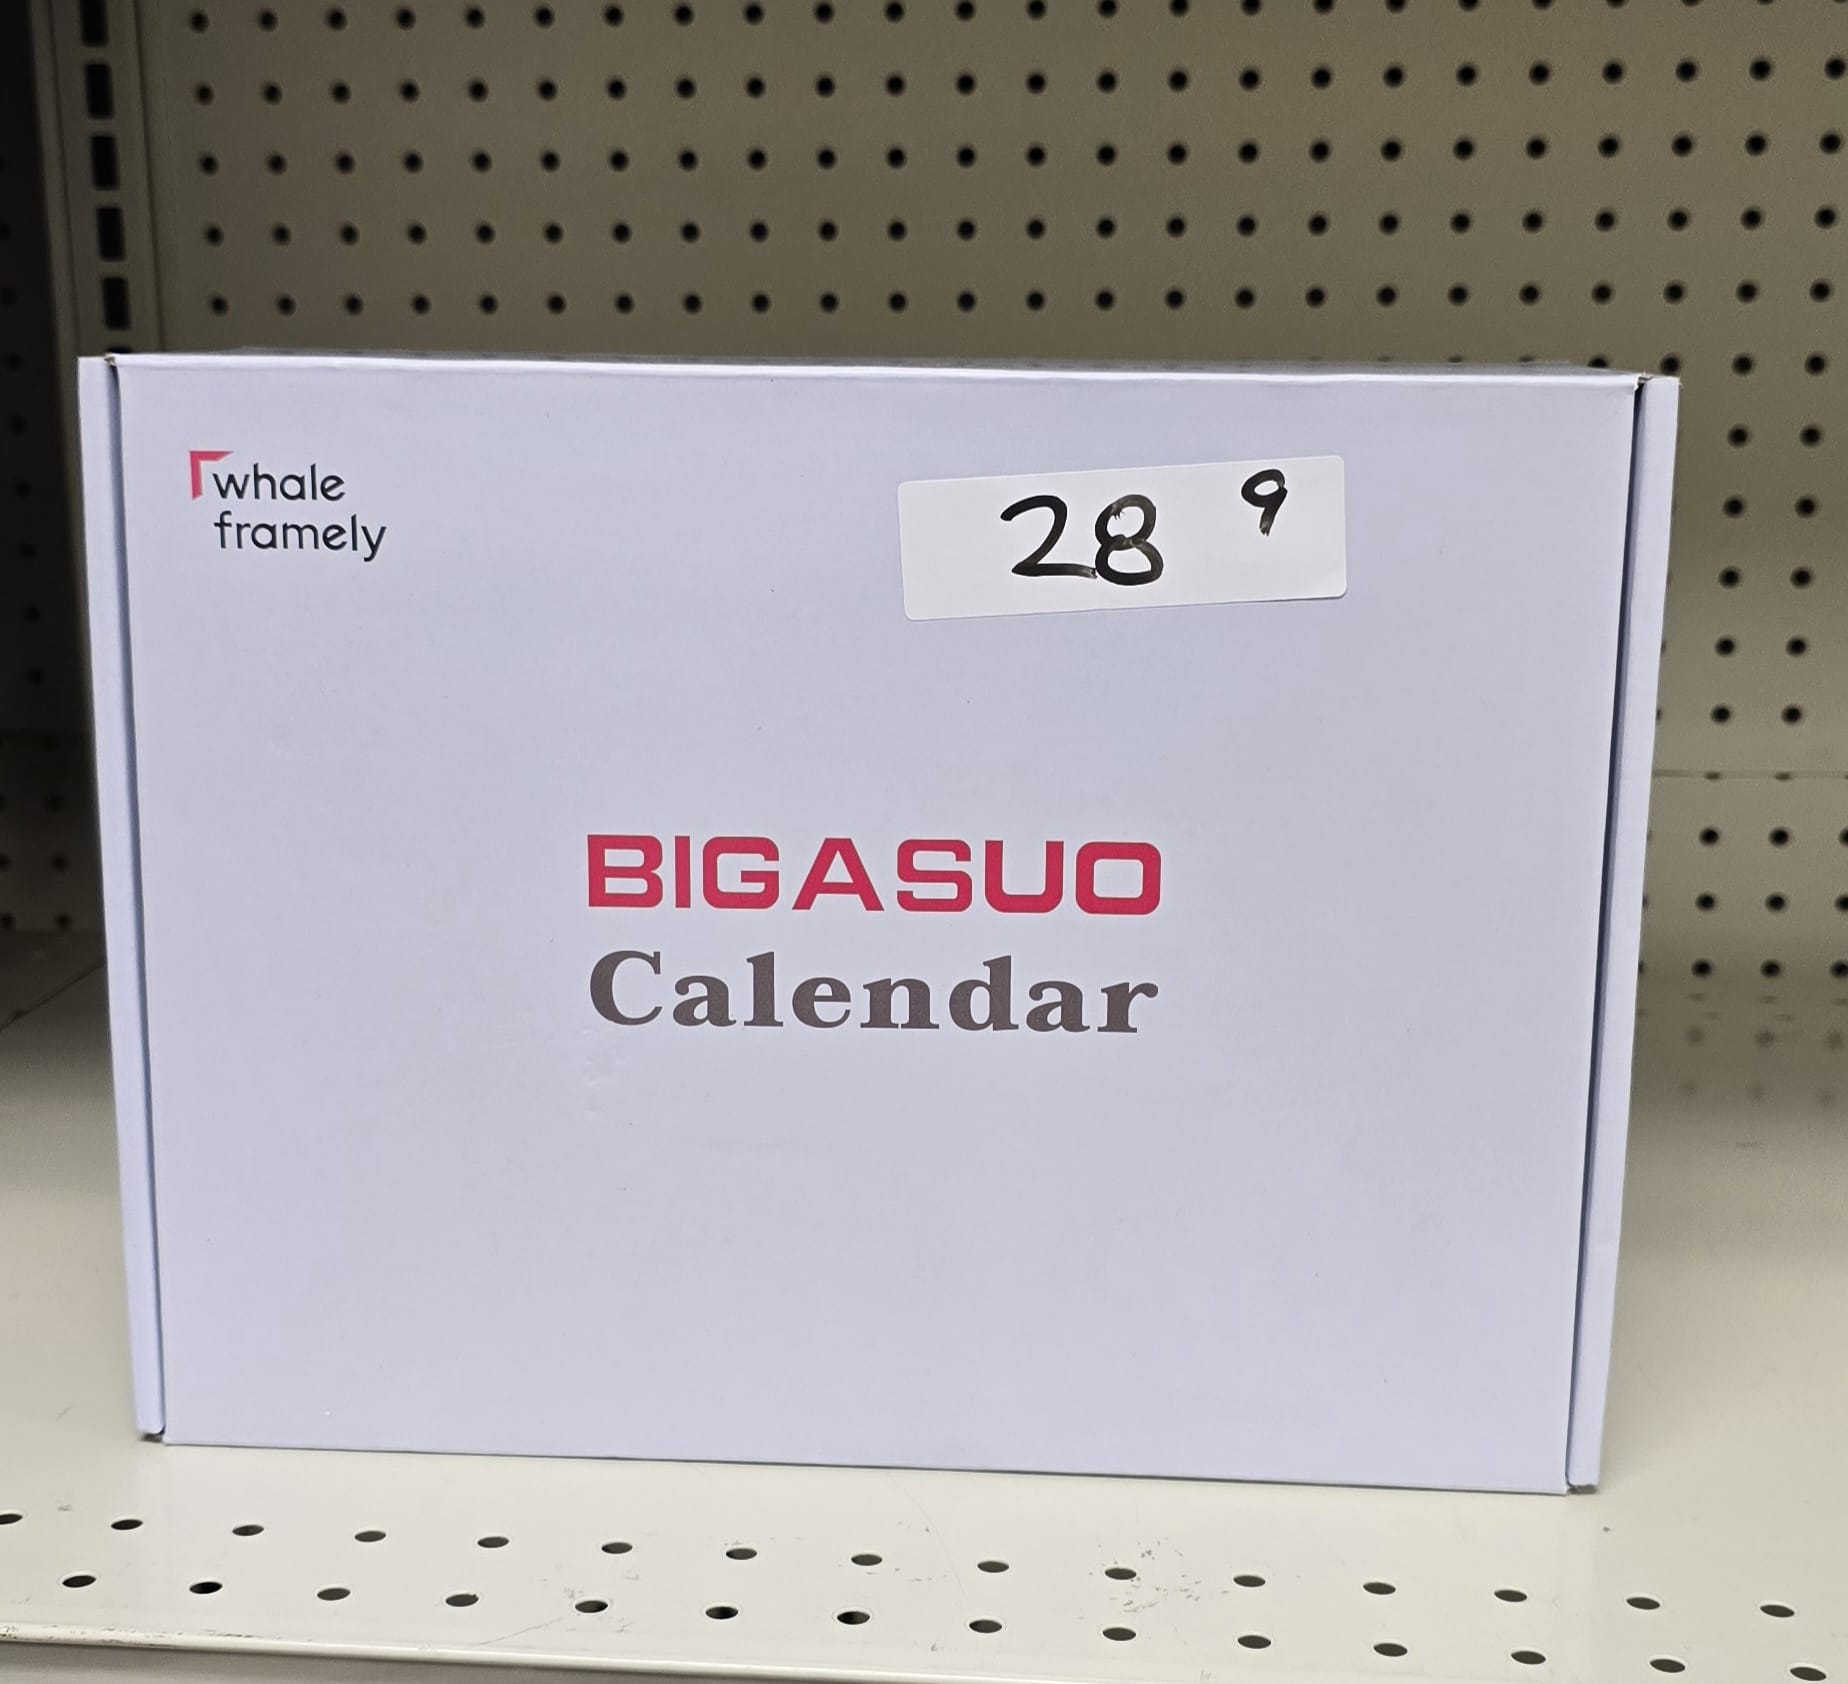 whale
framely
28 9
BIGASUO
Calendar